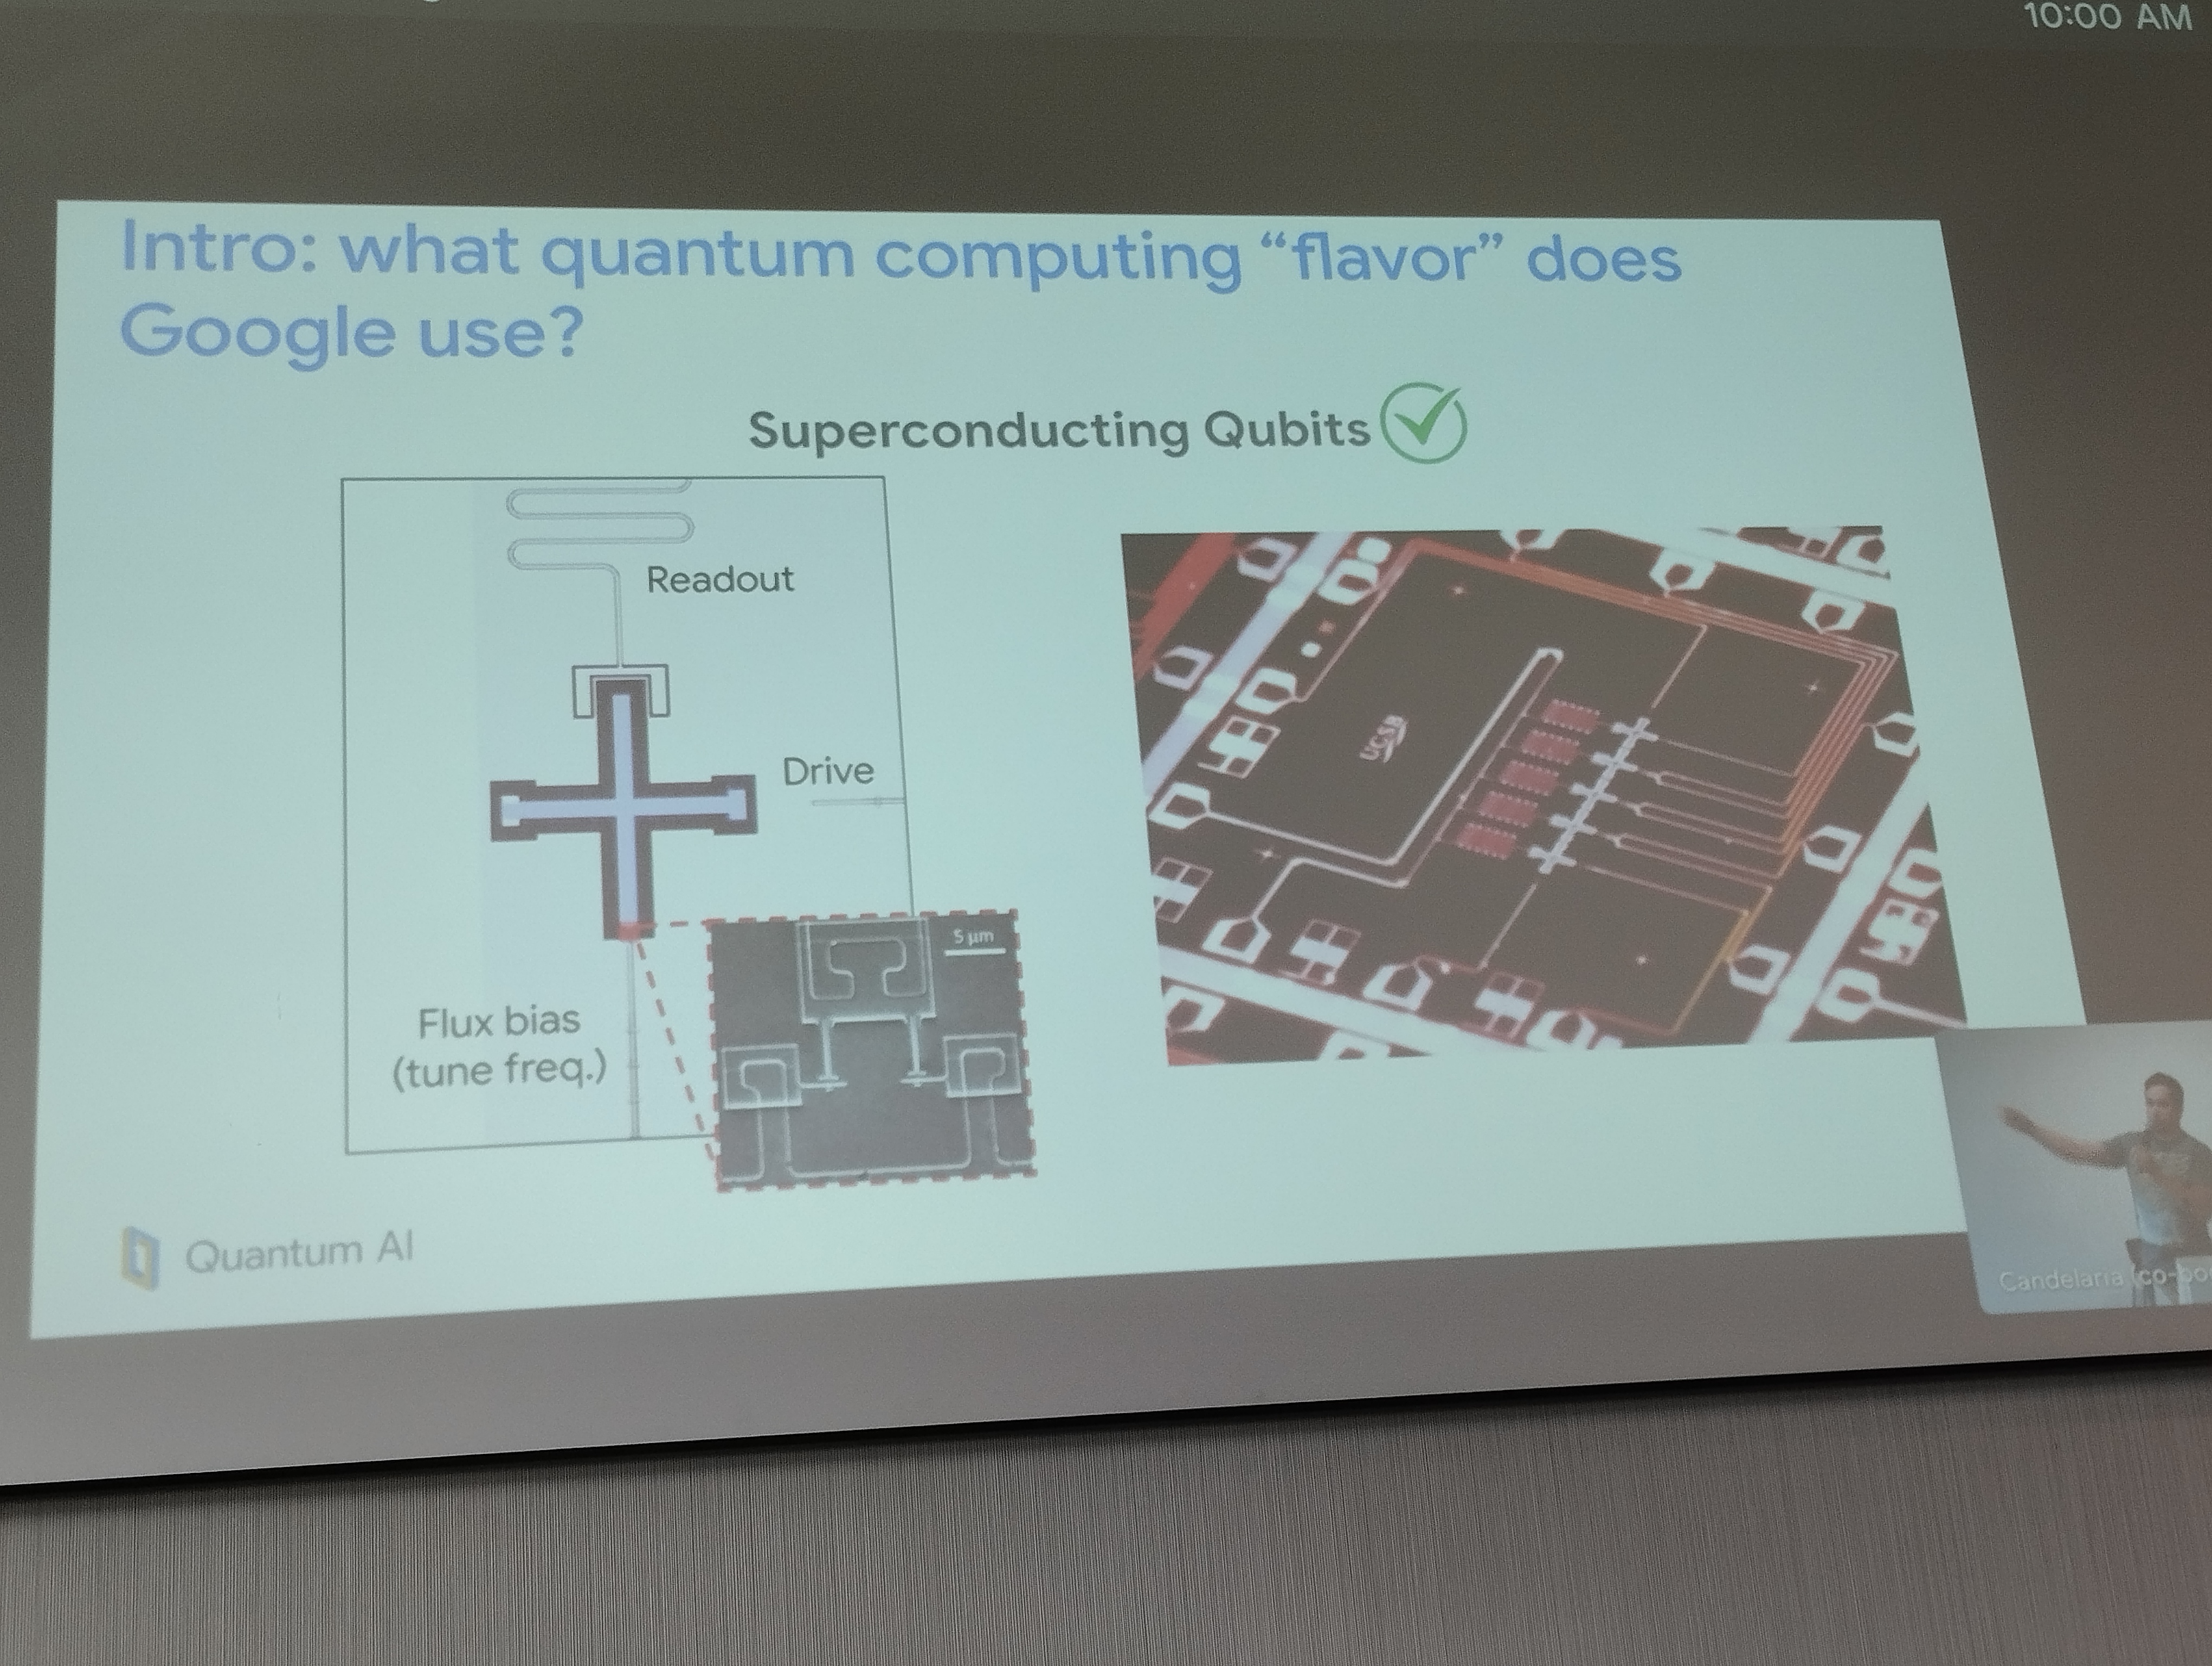 10:00 AM
Intro: what quantum computing “flavor” does
Google use?
Superconducting Qubits
Readout
Drive
5 μm
Flux bias
(tune freq.)
UCSB
Quantum AI
Candelaria (co-